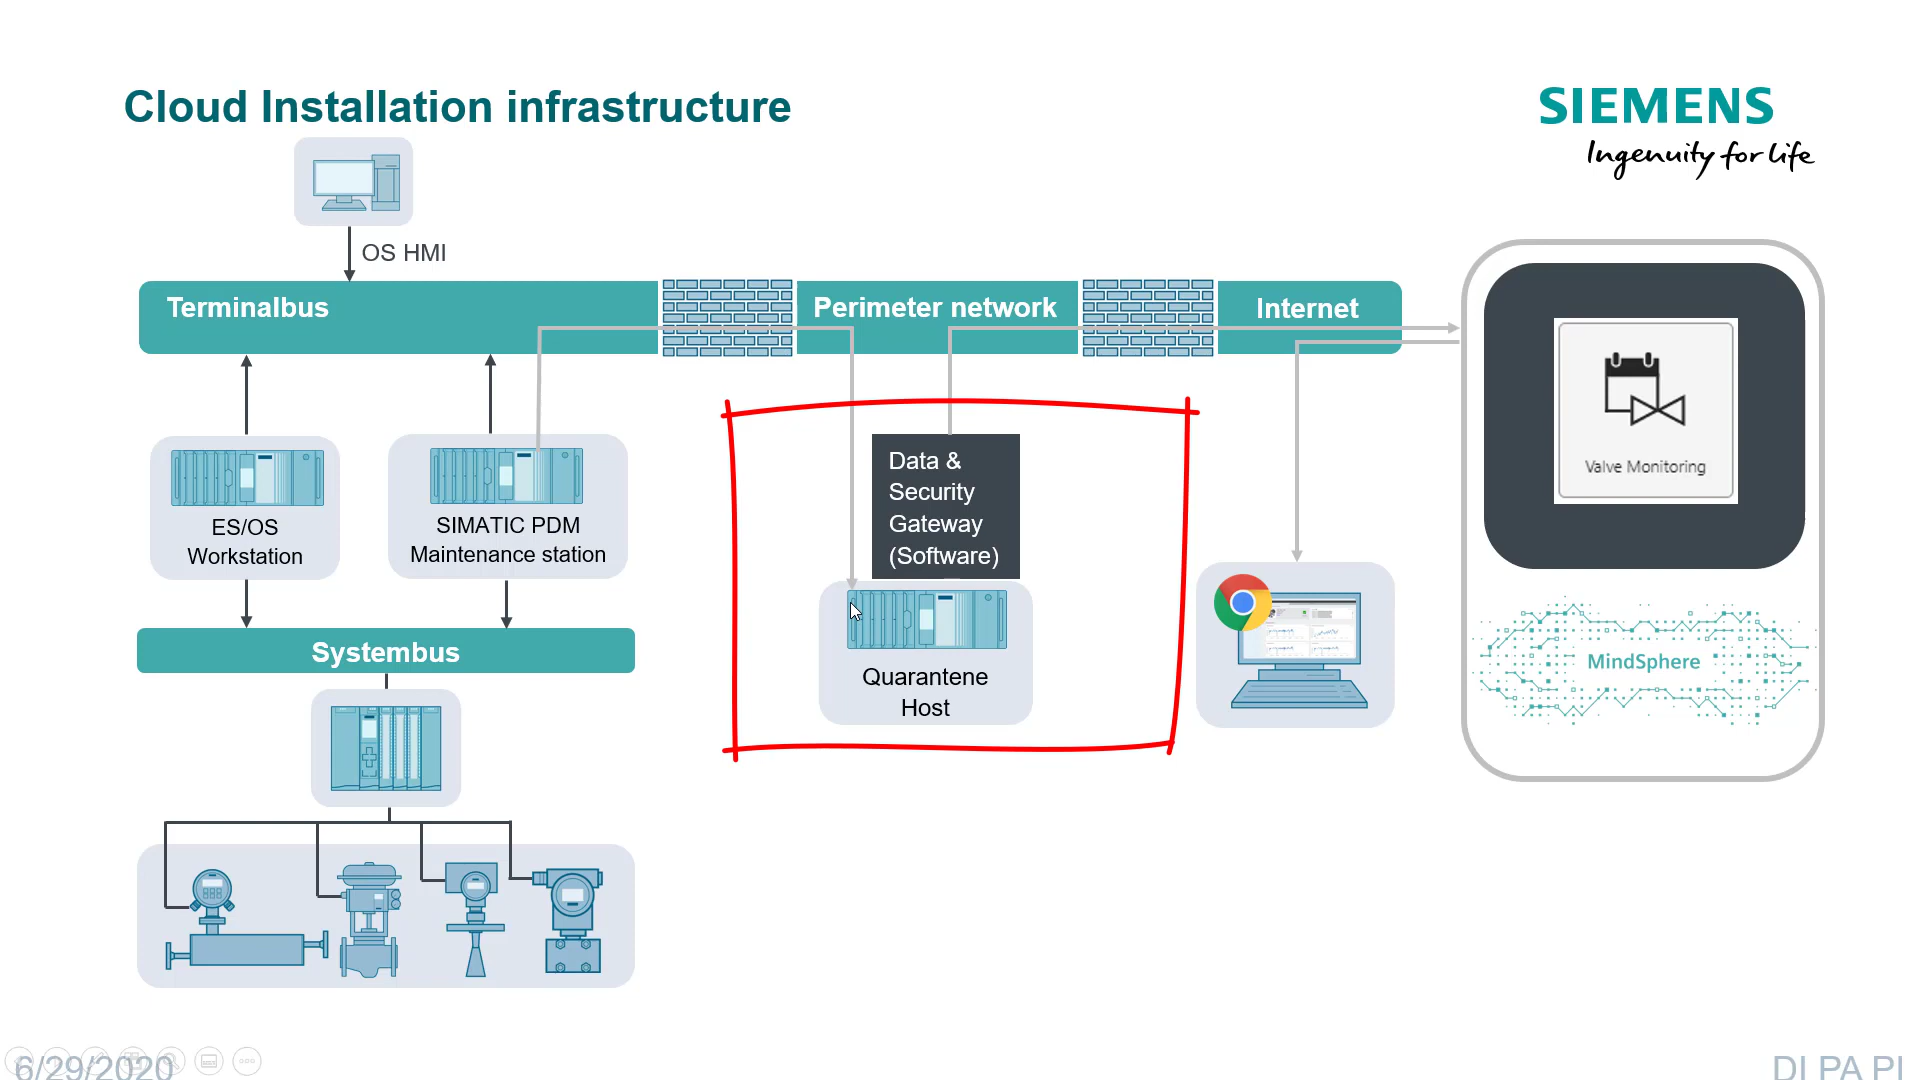 Cloud Installation infrastructure
SIEMENS
Ingenuity for life
OS HMI
Terminalbus
Perimeter network
Internet
Data &
Security
Gateway
(Software)
Valve Monitoring
ES/OS
Workstation
SIMATIC PDM
Maintenance station
Quarantene
Host
Systembus
MindSphere
6/29/2020
DI PA PI